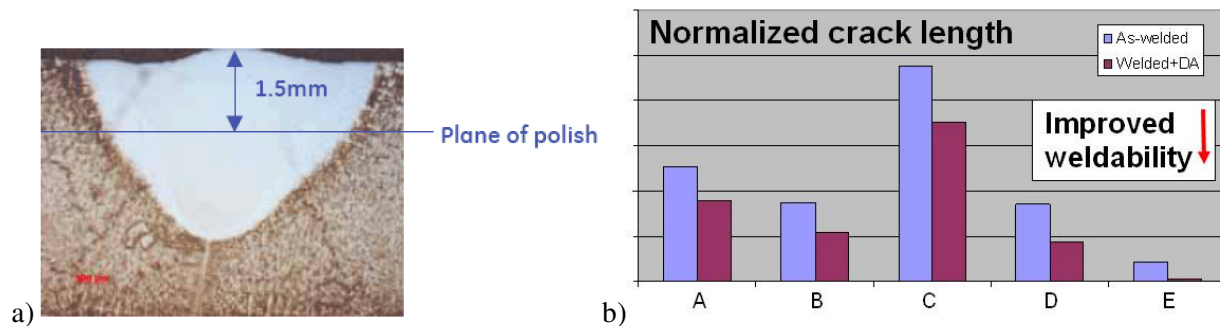 1.5mm
Plane of polish
a)
Normalized crack length
As-welded
Welded+DA
Improved
weldability
A B C D E
b)